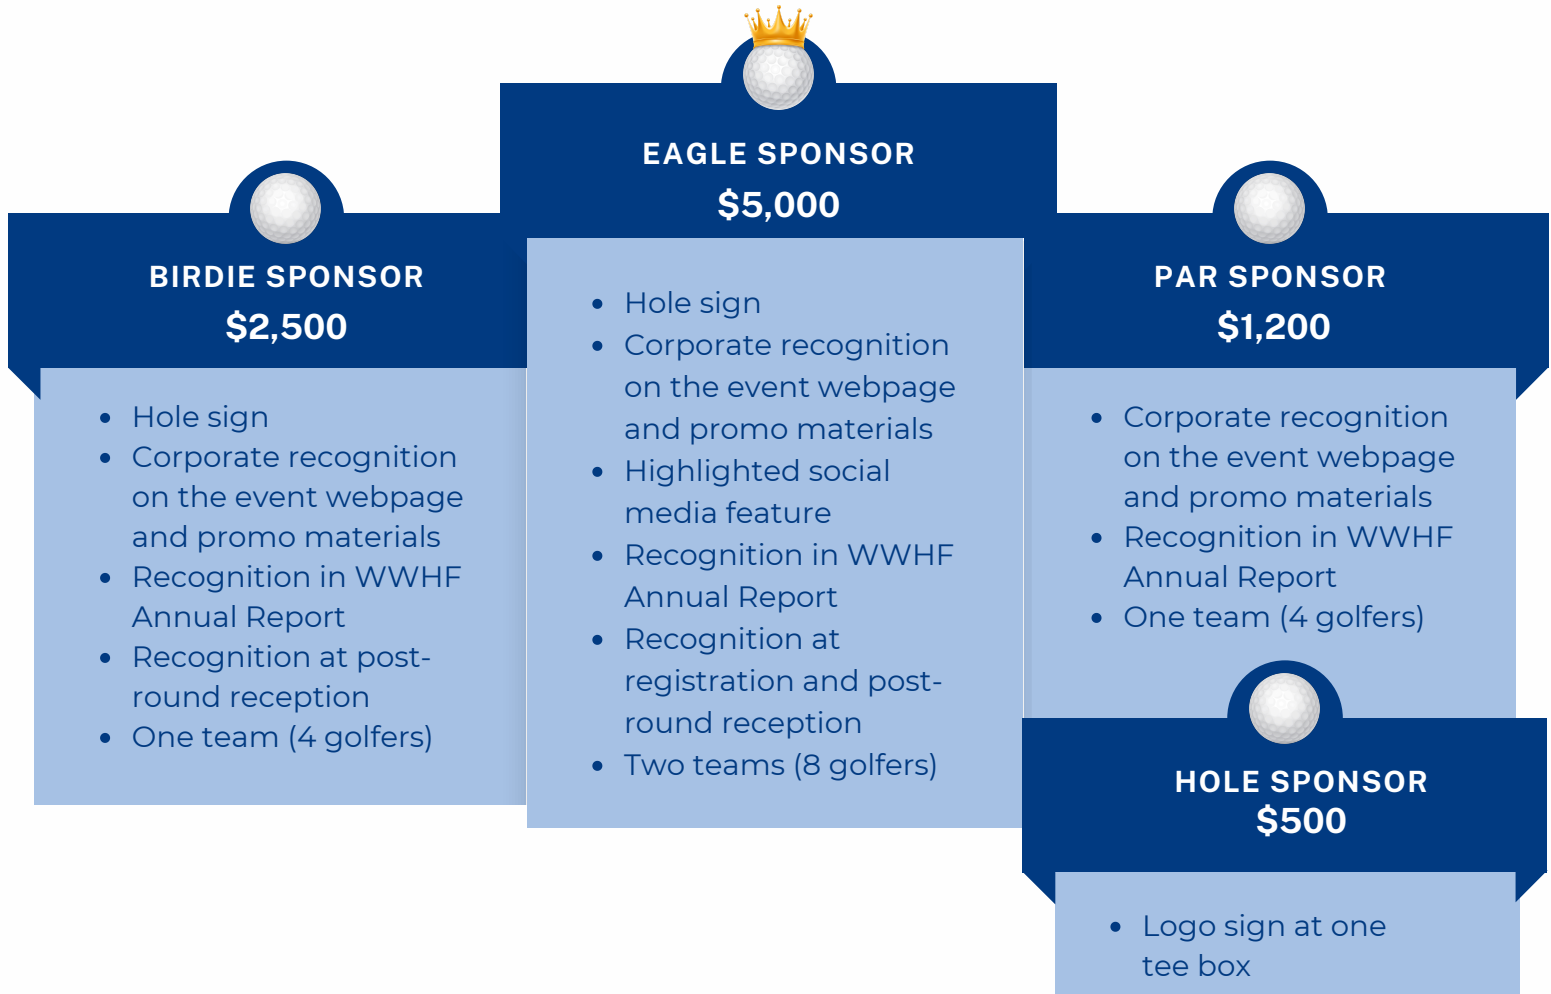 EAGLE SPONSOR
$5,000
Hole sign
Corporate recognition
on the event webpage
and promo materials
Highlighted social
media feature
Recognition in WWHF
Annual Report
Recognition at
registration and post-
round reception
Two teams (8 golfers)
BIRDIE SPONSOR
$2,500
Hole sign
Corporate recognition
on the event webpage
and promo materials
Recognition in WWHF
Annual Report
Recognition at post-
round reception
One team (4 golfers)
PAR SPONSOR
$1,200
Corporate recognition
on the event webpage
and promo materials
Recognition in WWHF
Annual Report
One team (4 golfers)
HOLE SPONSOR
$500
Logo sign at one
tee box